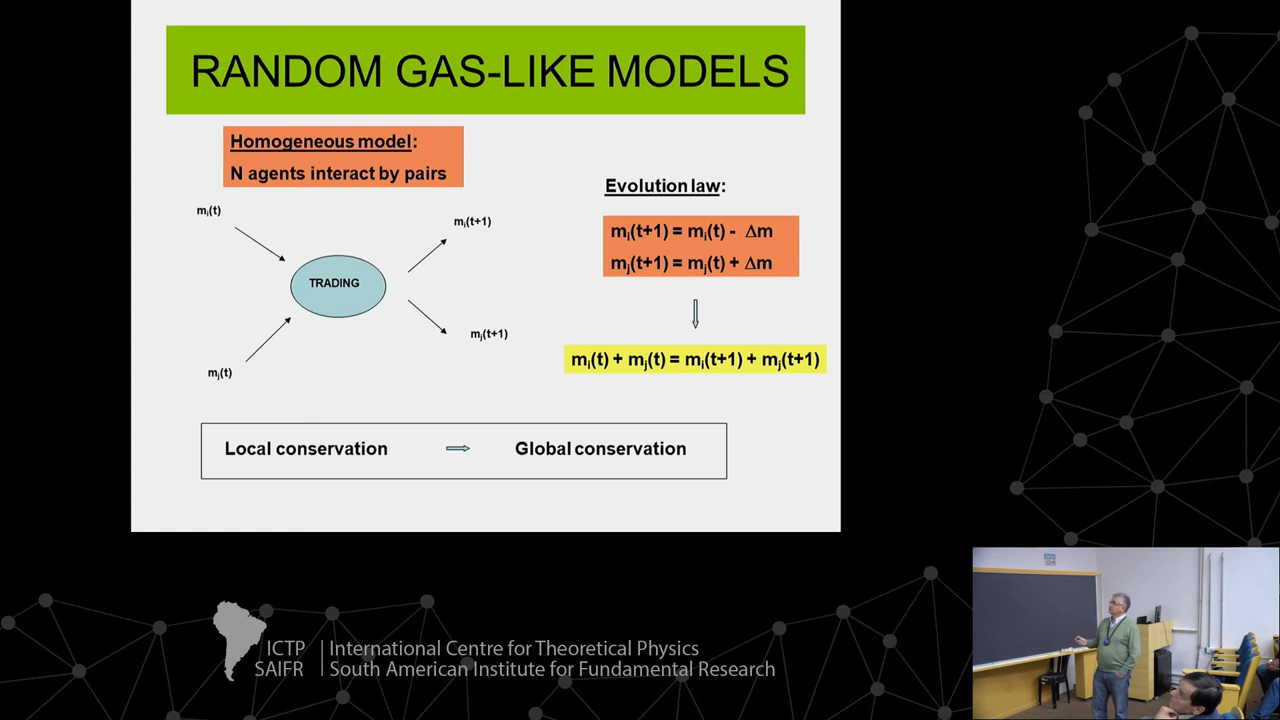 RANDOM GAS-LIKE MODELS
Homogeneous model:
N agents interact by pairs
mᵢ(t)
mᵢ(t+1)
TRADING
mⱼ(t+1)
mⱼ(t)
Evolution law:
mᵢ(t+1) = mᵢ(t) - Δm
mⱼ(t+1) = mⱼ(t) + Δm
mᵢ(t) + mⱼ(t) = mᵢ(t+1) + mⱼ(t+1)
Local conservation ⇨ Global conservation
ICTP | International Centre for Theoretical Physics
SAIFR | South American Institute for Fundamental Research